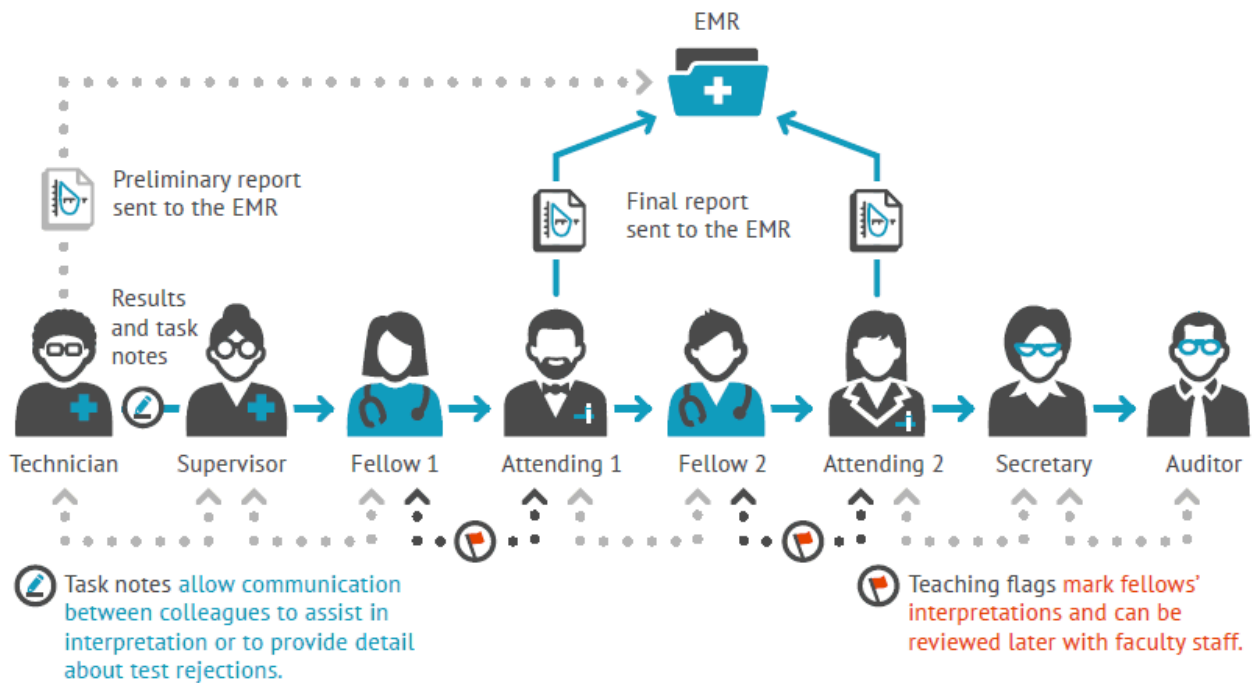 EMR
Preliminary report
sent to the EMR
Final report
sent to the EMR
Results
and task
notes
Technician
Supervisor
Fellow 1
Attending 1
Fellow 2
Attending 2
Secretary
Auditor
Task notes allow communication
between colleagues to assist in
interpretation or to provide detail
about test rejections.
Teaching flags mark fellows’
interpretations and can be
reviewed later with faculty staff.